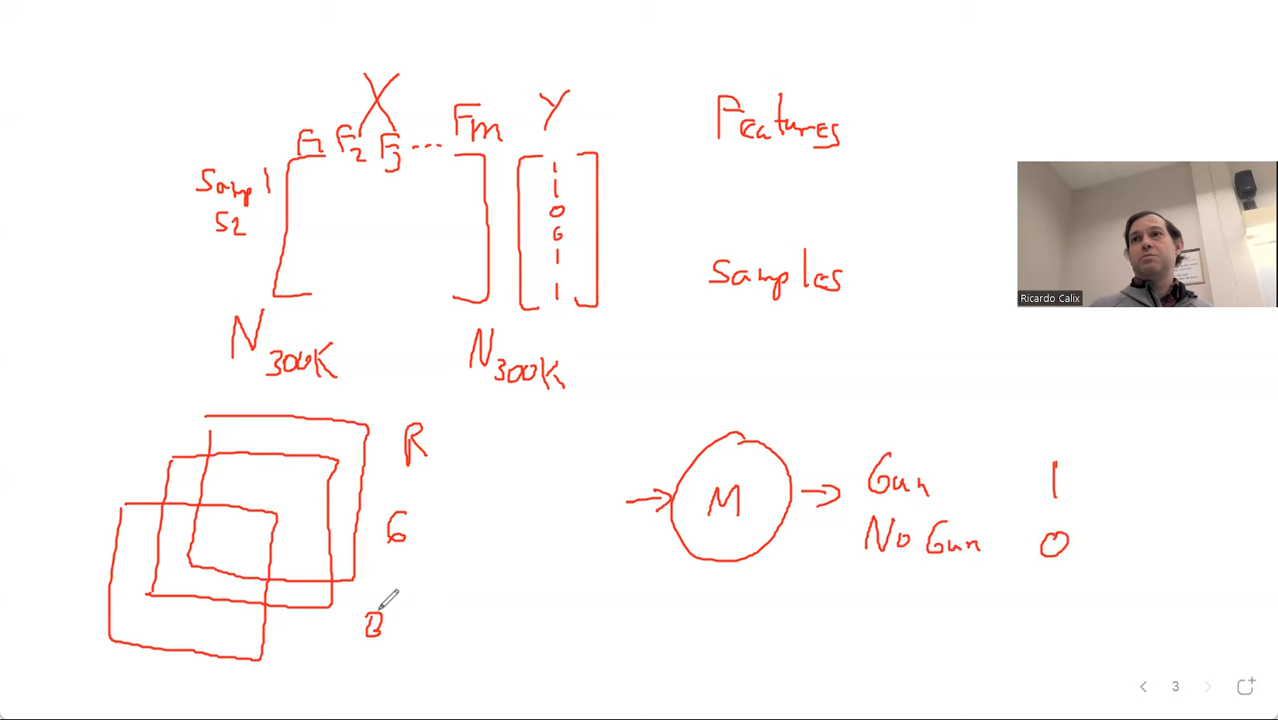 X
Y
F1 F2 F3 ... Fm
Features
Samp 1
S2
1
1
0
0
1
1
Samples
Ricardo Calix
N 300K
N 300K
R
G
B
M
Gun 1
No Gun 0
3